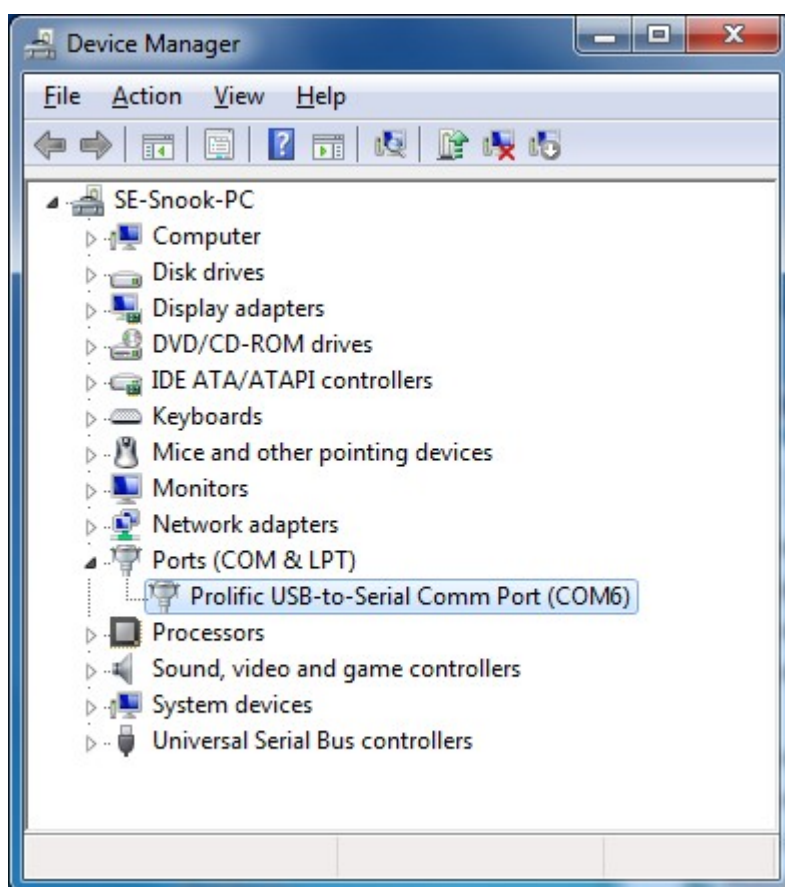 Device Manager
File Action View Help
SE-Snook-PC
Computer
Disk drives
Display adapters
DVD/CD-ROM drives
IDE ATA/ATAPI controllers
Keyboards
Mice and other pointing devices
Monitors
Network adapters
Ports (COM & LPT)
Prolific USB-to-Serial Comm Port (COM6)
Processors
Sound, video and game controllers
System devices
Universal Serial Bus controllers